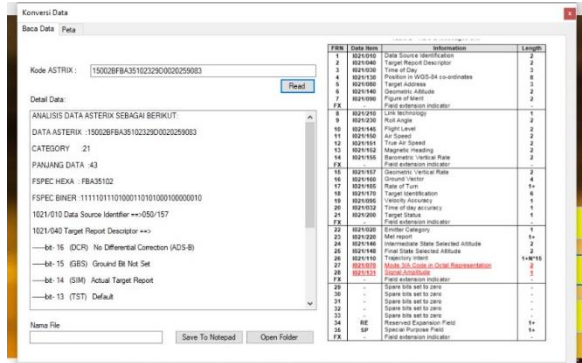 Konversi Data
Baca Data Peta
Kode ASTRIX : 15002BFBA35102329D0020259083
Read
Detail Data:
ANALISIS DATA ASTERIX SEBAGAI BERIKUT:
DATA ASTERIX :15002BFBA35102329D0020259083
CATEGORY :21
PANJANG DATA :43
FSPEC HEXA : FBA35102
FSPEC BINER :11111011101000110101000100000010
1021/010 Data Source Identifier ==>050/157
1021/040 Target Report Descriptor ==>
-----bit- 16 (DCR) No Differential Correction (ADS-B)
-----bit- 15 (GBS) Ground Bit Not Set
-----bit- 14 (SIM) Actual Target Report
-----bit- 13 (TST) Default
Nama File
Save To Notepad Open Folder
FRN Data Item Information Length
1 I021/010 Data Source Identification 2
2 I021/040 Target Report Descriptor 2
3 I021/030 Time of Day 3
4 I021/130 Position in WGS-84 co-ordinates 8
5 I021/080 Target Address 3
6 I021/140 Geometric Altitude 2
7 I021/090 Figure of Merit 2
FX - Field extension indicator -
8 I021/210 Link technology 1
9 I021/230 Roll Angle 2
10 I021/145 Flight Level 2
11 I021/150 Air Speed 2
12 I021/151 True Air Speed 2
13 I021/152 Magnetic Heading 2
14 I021/155 Barometric Vertical Rate 2
FX - Field extension indicator -
15 I021/157 Geometric Vertical Rate 2
16 I021/160 Ground Vector 4
17 I021/165 Rate of Turn 1+
18 I021/170 Target Identification 6
19 I021/095 Velocity Accuracy 1
20 I021/032 Time of day accuracy 1
21 I021/200 Target Status 1
FX - Field extension indicator -
22 I021/020 Emitter Category 1
23 I021/220 Met report 1+
24 I021/146 Intermediate State Selected Altitude 2
25 I021/148 Final State Selected Altitude 2
26 I021/110 Trajectory Intent 1+N*15
27 I021/070 Mode 3/A Code in Octal Representation 2
28 I021/131 Signal Amplitude 1
FX - Field extension indicator -
29 - Spare bits set to zero -
30 - Spare bits set to zero -
31 - Spare bits set to zero -
32 - Spare bits set to zero -
33 - Spare bits set to zero -
34 RE Reserved Expansion Field 1+
35 SP Special Purpose Field 1+
FX - Field extension indicator -